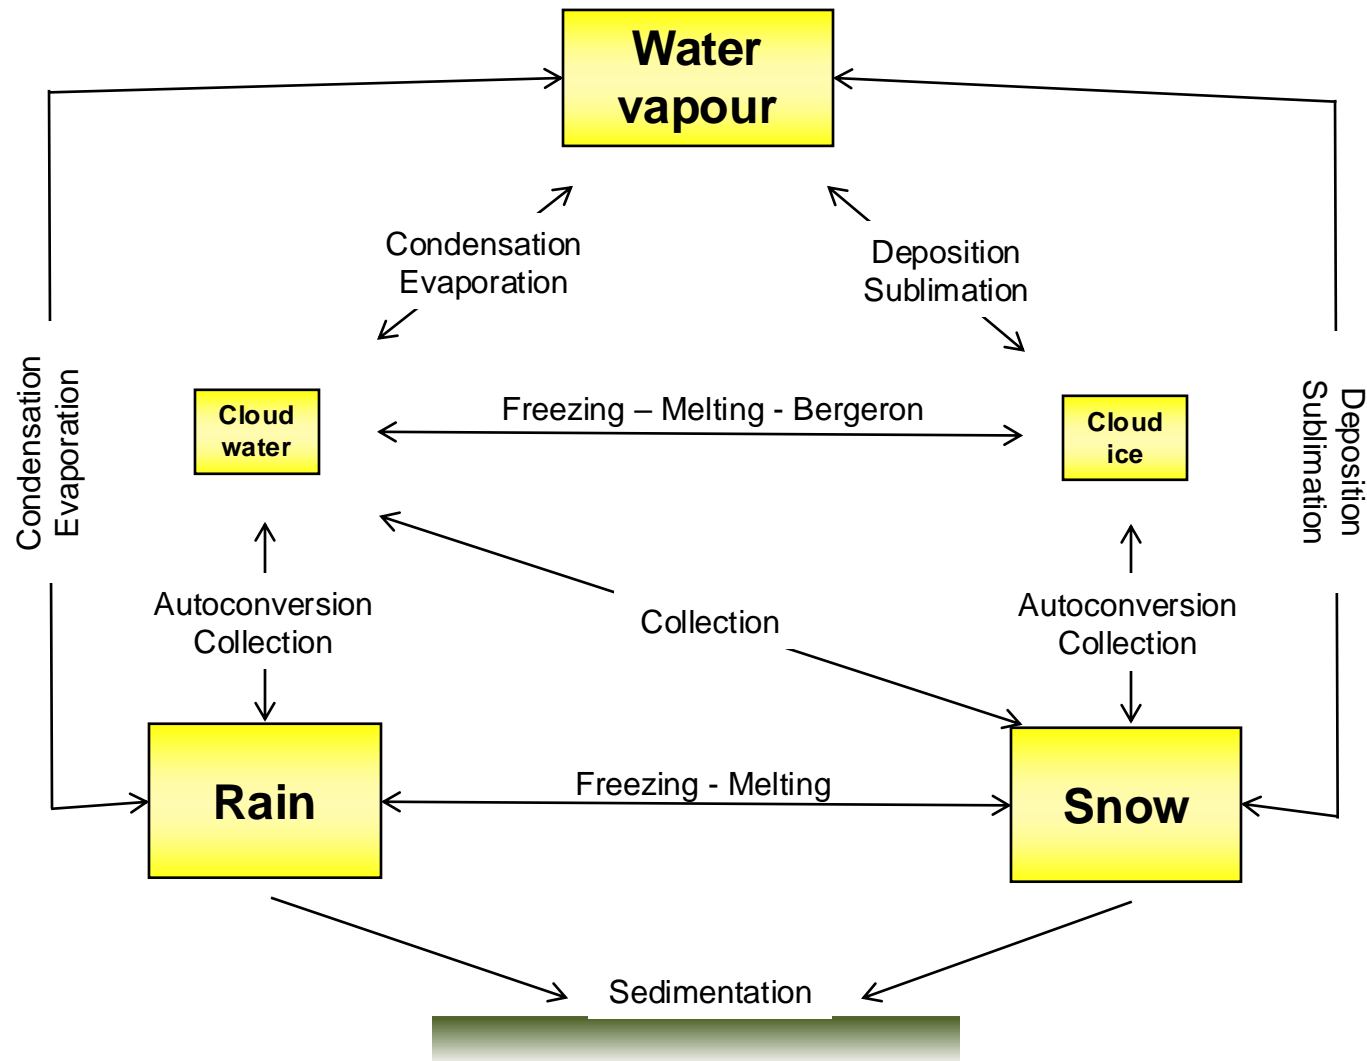 Water
vapour
Condensation
Evaporation
Deposition
Sublimation
Condensation
Evaporation
Cloud
water
Freezing – Melting - Bergeron
Cloud
ice
Deposition
Sublimation
Autoconversion
Collection
Collection
Autoconversion
Collection
Rain
Freezing - Melting
Snow
Sedimentation